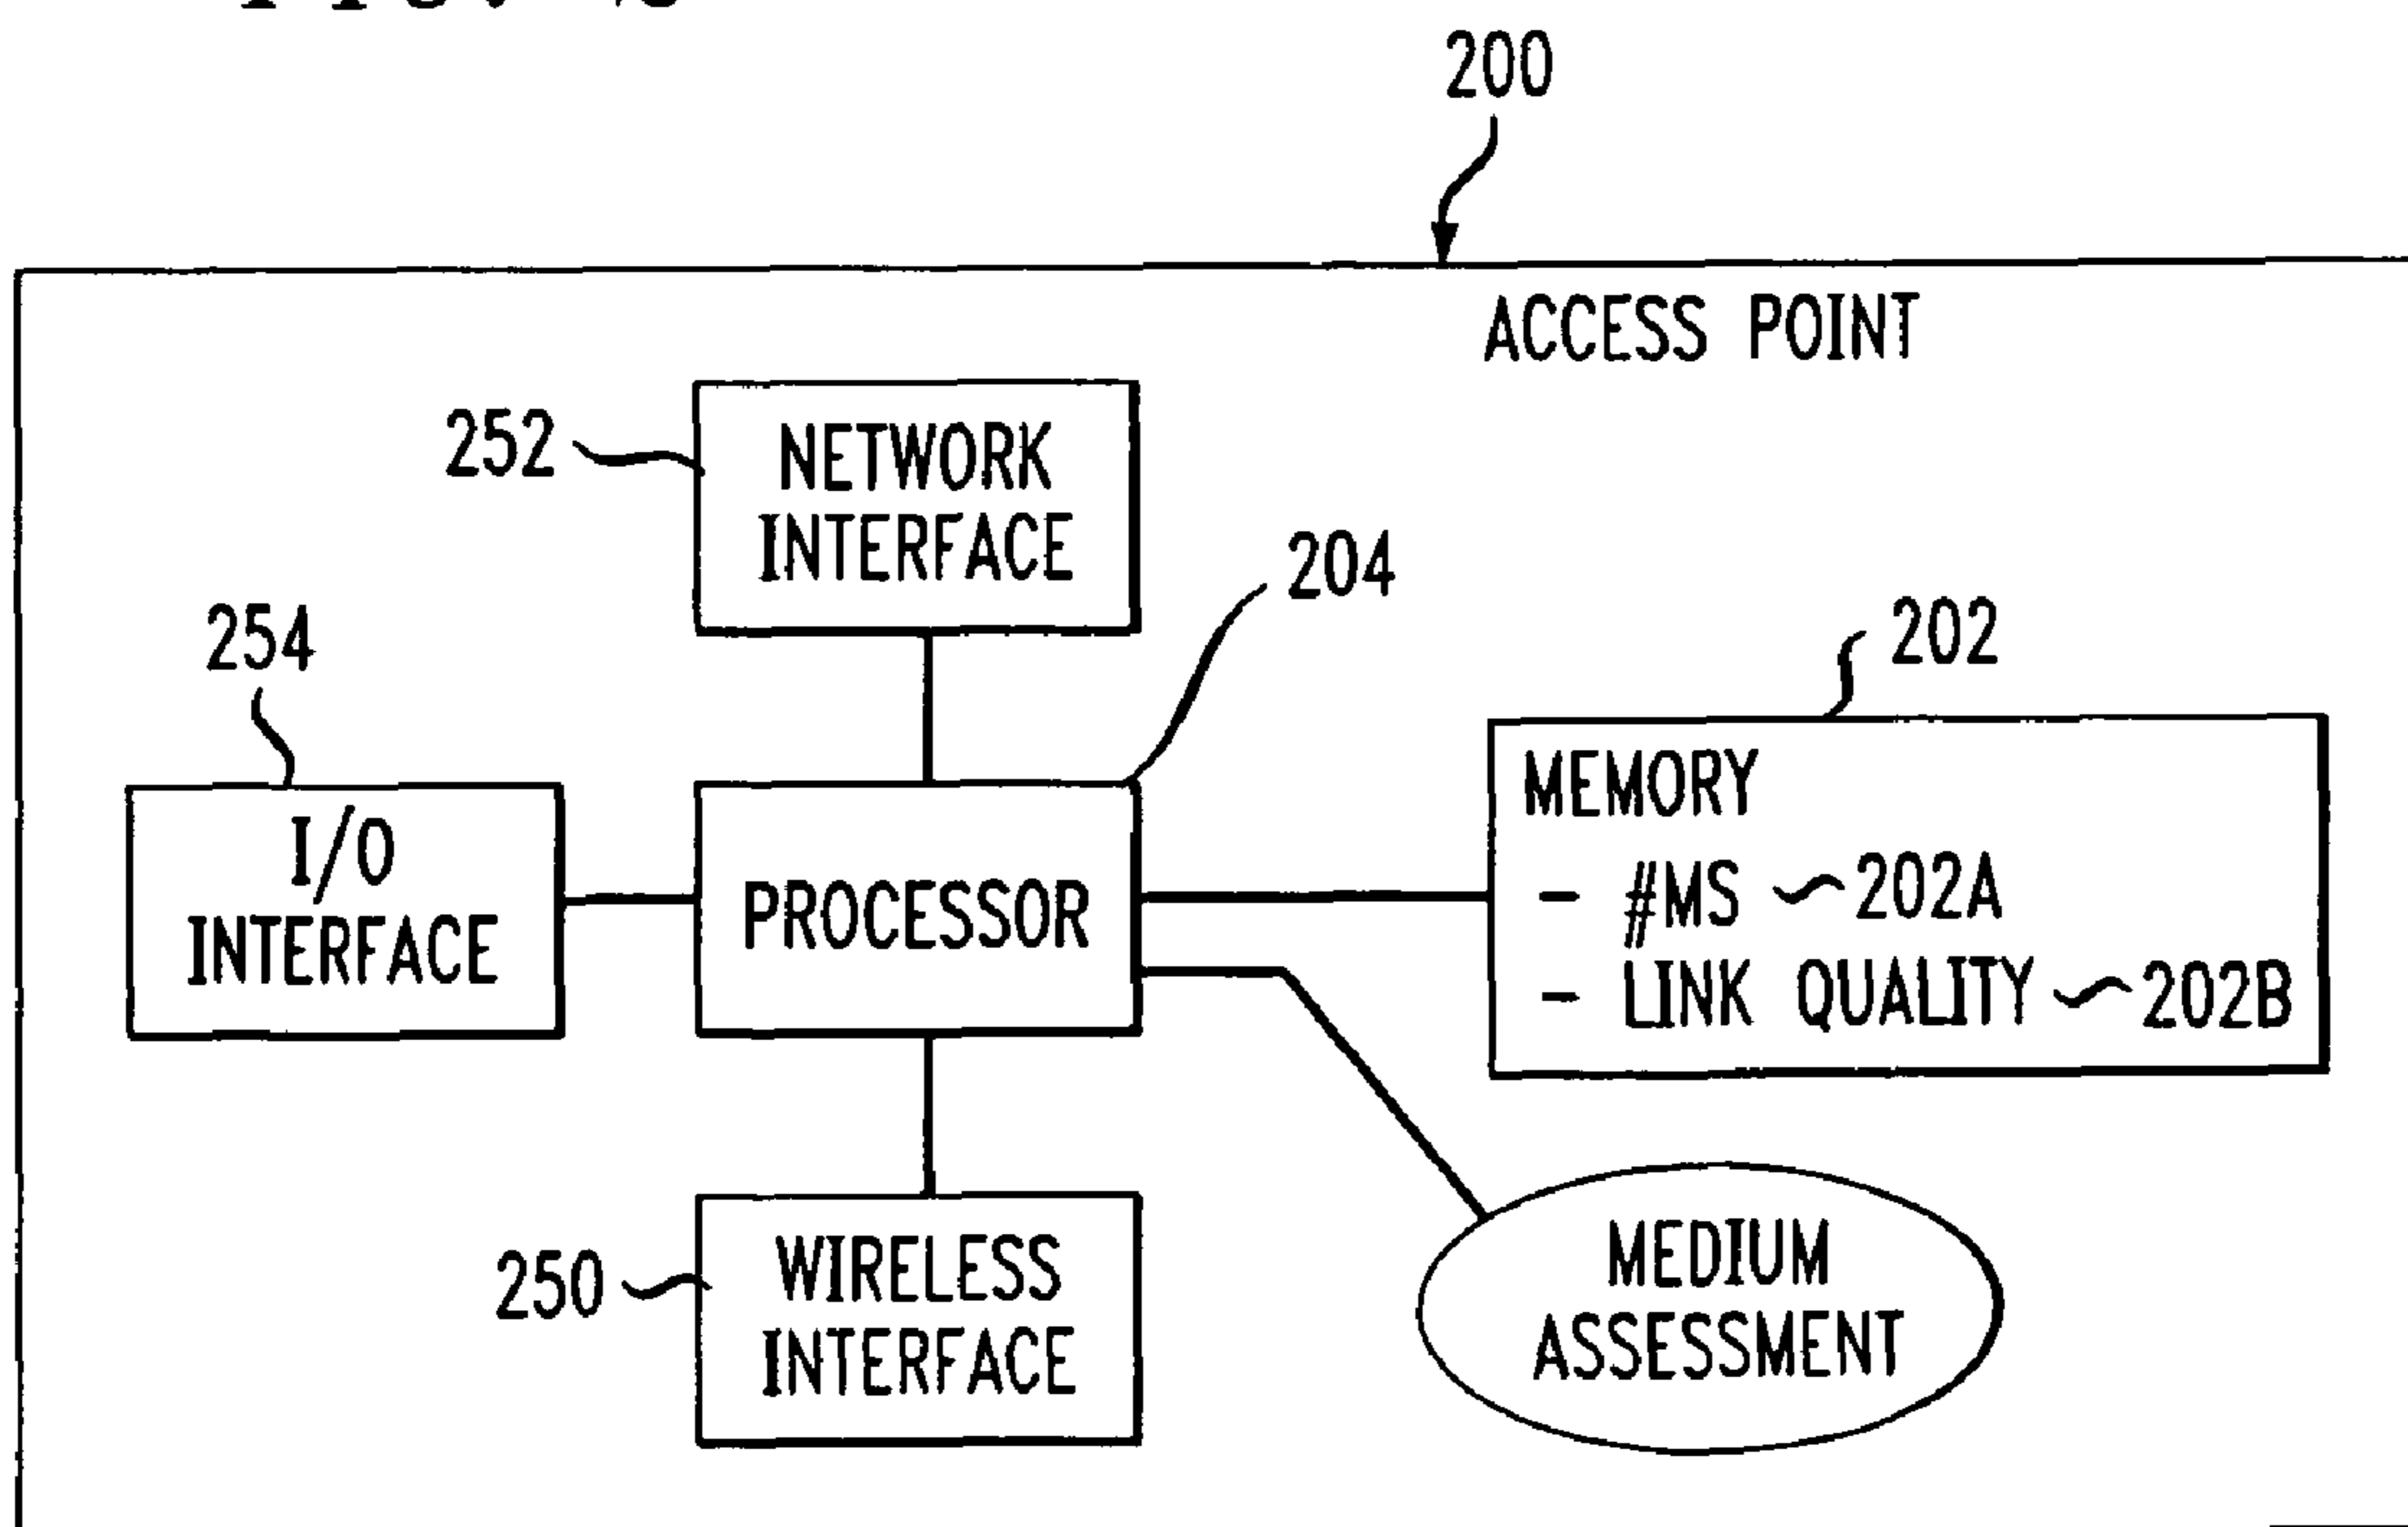 200
ACCESS POINT
252
NETWORK
INTERFACE
204
254
202
I/O
INTERFACE
PROCESSOR
MEMORY
- #MS 202A
- LINK QUALITY 202B
250
WIRELESS
INTERFACE
MEDIUM
ASSESSMENT